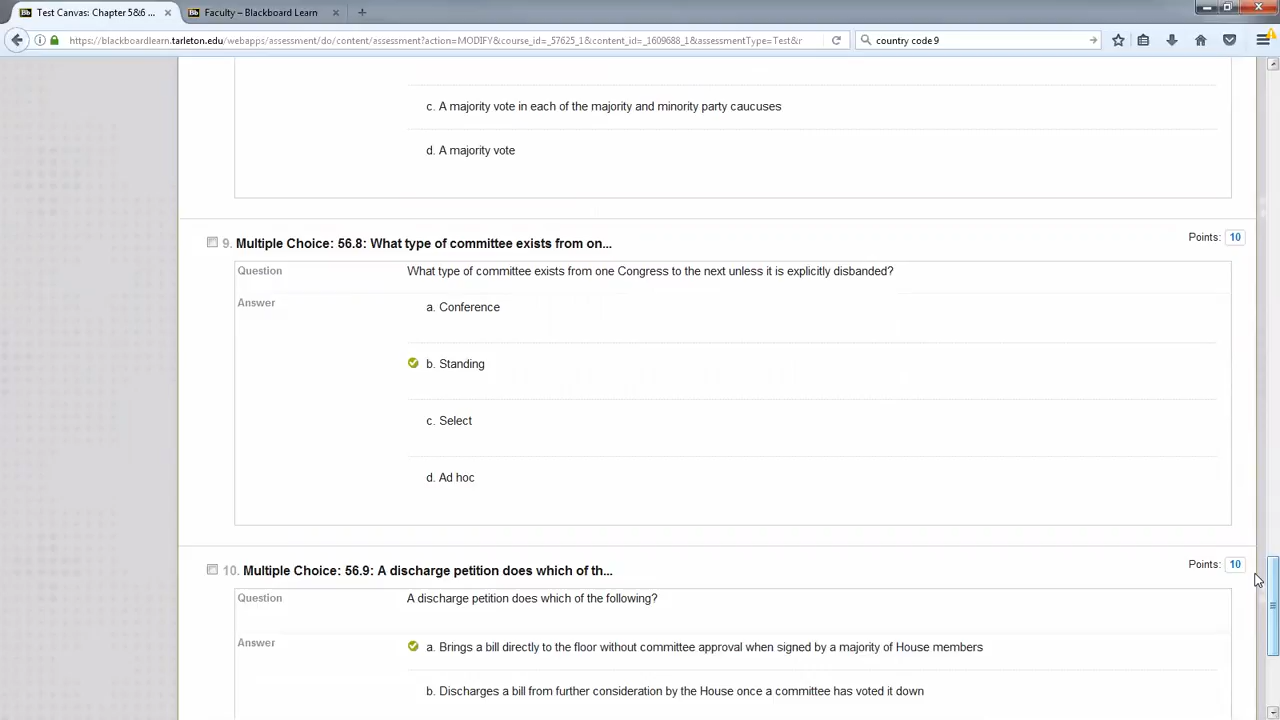 Test Canvas: Chapter 5&6 ...
Faculty – Blackboard Learn
https://blackboardlearn.tarleton.edu/webapps/assessment/do/content/assessment?action=MODIFY&course_id=_57625_1&content_id=_1609688_1&assessmentType=Test&r
country code 9
c. A majority vote in each of the majority and minority party caucuses
d. A majority vote
9. Multiple Choice: 56.8: What type of committee exists from on...
Points: 10
Question
What type of committee exists from one Congress to the next unless it is explicitly disbanded?
Answer
a. Conference
b. Standing
c. Select
d. Ad hoc
10. Multiple Choice: 56.9: A discharge petition does which of th...
Points: 10
Question
A discharge petition does which of the following?
Answer
a. Brings a bill directly to the floor without committee approval when signed by a majority of House members
b. Discharges a bill from further consideration by the House once a committee has voted it down